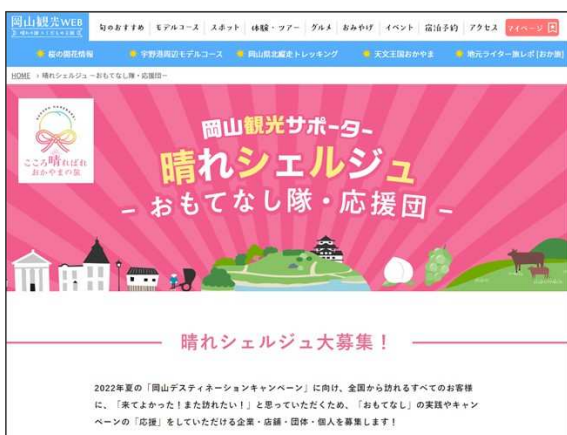 岡山観光WEB
旬のおすすめ
モデルコース
スポット
体験・ツアー
グルメ
おみやげ
イベント
宿泊予約
アクセス
マイページ
桜の開花情報
宇野港周辺モデルコース
岡山県北縦走トレッキング
天文王国おかやま
地元ライター旅レポ[おか旅]
HOME › 晴れシェルジュ −おもてなし隊・応援団−
こころ晴ればれ
おかやまの旅
岡山観光サポーター
晴れシェルジュ
− おもてなし隊・応援団 −
晴れシェルジュ大募集！
2022年夏の「岡山デスティネーションキャンペーン」に向け、全国から訪れるすべてのお客様
に、「来てよかった！また訪れたい！」と思っていただくため、「おもてなし」の実践やキャン
ペーンの「応援」をしていただける企業・店舗・団体・個人を募集します！